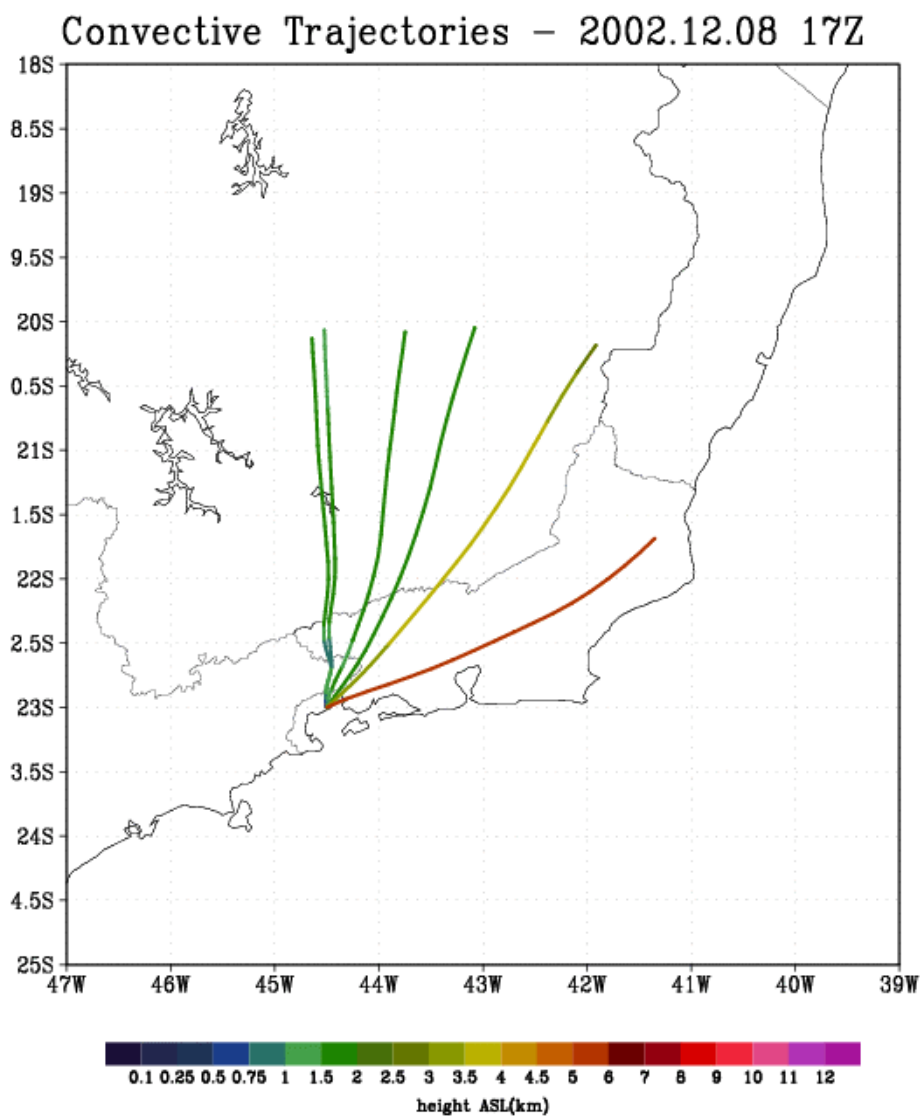 Convective Trajectories - 2002.12.08 17Z
18S
8.5S
19S
9.5S
20S
0.5S
21S
1.5S
22S
2.5S
23S
3.5S
24S
4.5S
25S
47W 46W 45W 44W 43W 42W 41W 40W 39W
0.1 0.25 0.5 0.75 1 1.5 2 2.5 3 3.5 4 4.5 5 6 7 8 9 10 11 12
height ASL(km)